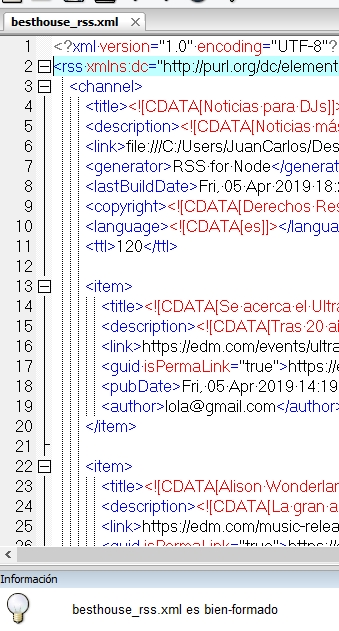 besthouse_rss.xml
1 <?xml version="1.0" encoding="UTF-8"?
2 <rss xmlns:dc="http://purl.org/dc/element
3 <channel>
4 <title><![CDATA[Noticias para DJs]]>
5 <description><![CDATA[Noticias más
6 <link>file:///C:/Users/JuanCarlos/Des
7 <generator>RSS for Node</genera
8 <lastBuildDate>Fri, 05 Apr 2019 18:2
9 <copyright><![CDATA[Derechos Res
10 <language><![CDATA[es]]></langua
11 <ttl>120</ttl>
12
13 <item>
14 <title><![CDATA[Se acerca el Ultra
15 <description><![CDATA[Tras 20 añ
16 <link>https://edm.com/events/ultra
17 <guid isPermaLink="true">https://e
18 <pubDate>Fri, 05 Apr 2019 14:19
19 <author>lola@gmail.com</author>
20 </item>
21
22 <item>
23 <title><![CDATA[Alison Wonderlan
24 <description><![CDATA[La gran a
25 <link>https://edm.com/music-relea
26 <guid isPermaLink="true">https://e
Información
besthouse_rss.xml es bien-formado